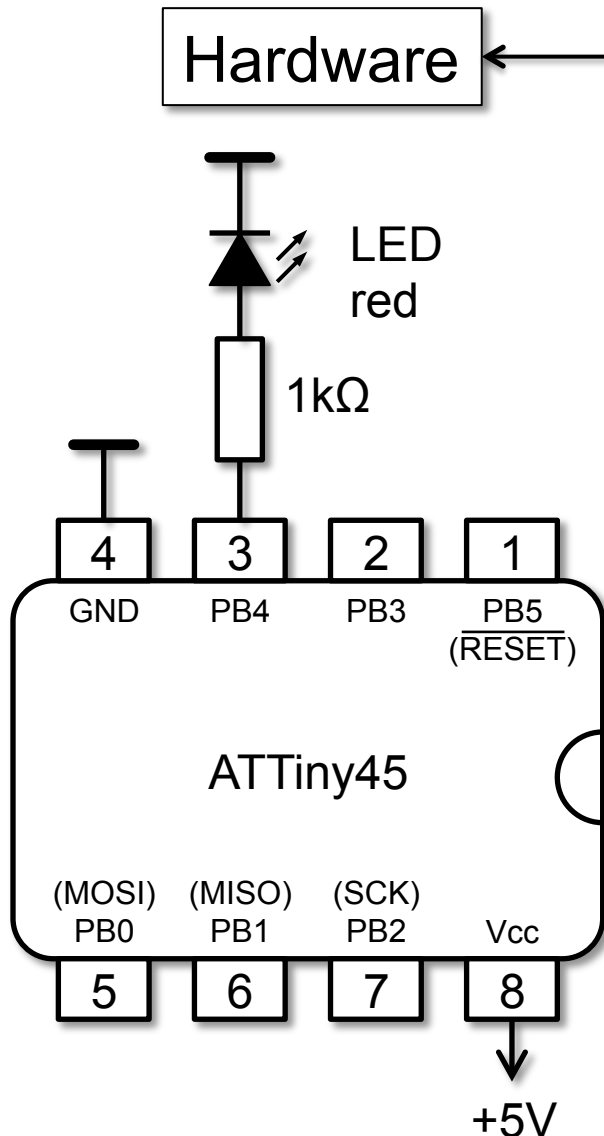 Hardware
LED
red
1kΩ
4 3 2 1
GND PB4 PB3 PB5
(RESET)
ATTiny45
(MOSI) (MISO) (SCK)
PB0 PB1 PB2 Vcc
5 6 7 8
+5V